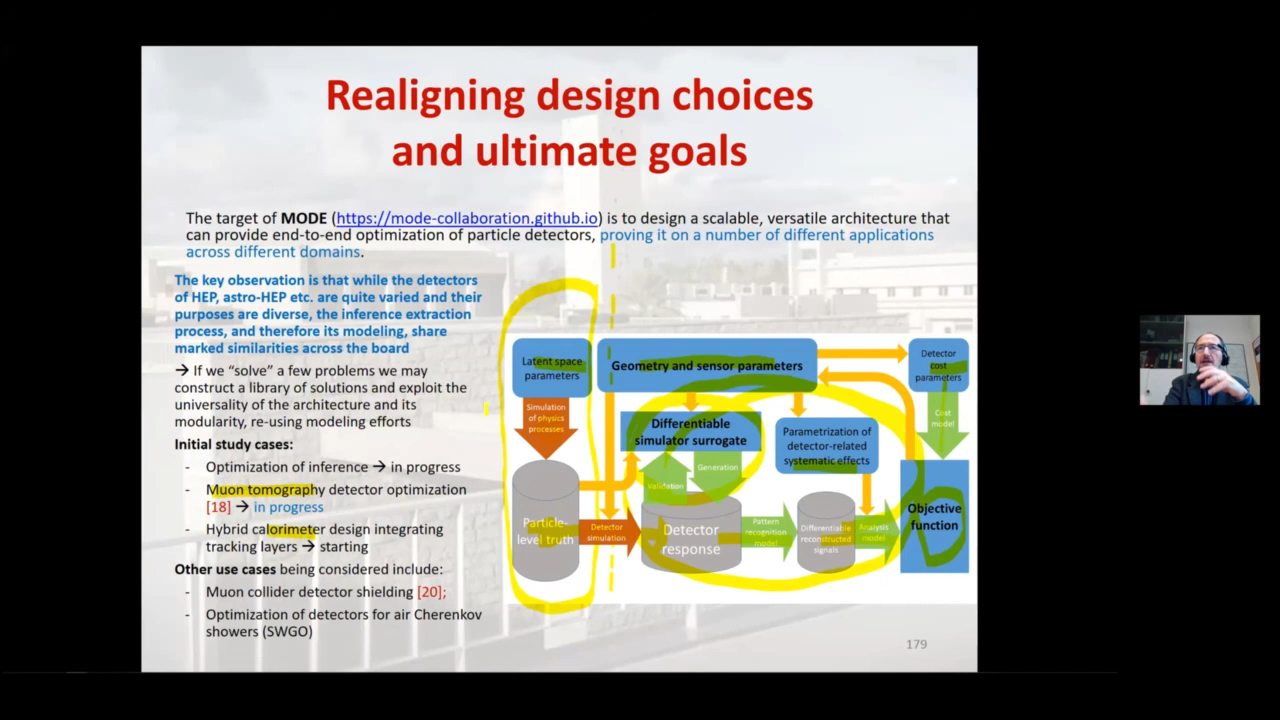 Realigning design choices
and ultimate goals
The target of MODE (https://mode-collaboration.github.io) is to design a scalable, versatile architecture that
can provide end-to-end optimization of particle detectors, proving it on a number of different applications
across different domains.
The key observation is that while the detectors
of HEP, astro-HEP etc. are quite varied and their
purposes are diverse, the inference extraction
process, and therefore its modeling, share
marked similarities across the board
→ If we “solve” a few problems we may
construct a library of solutions and exploit the
universality of the architecture and its
modularity, re-using modeling efforts
Initial study cases:
- Optimization of inference → in progress
- Muon tomography detector optimization
[18] → in progress
- Hybrid calorimeter design integrating
tracking layers → starting
Other use cases being considered include:
- Muon collider detector shielding [20];
- Optimization of detectors for air Cherenkov
showers (SWGO)
Latent space
parameters
Simulation
of physics
processes
Particle-
level truth
Geometry and sensor parameters
Detector
cost
parameters
Cost
model
Differentiable
simulator surrogate
Parametrization of
detector-related
systematic effects
Validation
Generation
Detector
simulation
Detector
response
Pattern
recognition
model
Differentiable
reconstructed
signals
Analysis
model
Objective
function
179